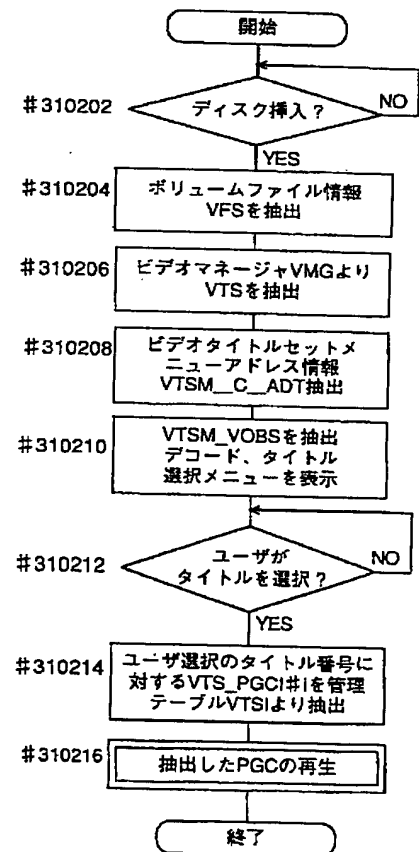 開始
#310202
ディスク挿入?
NO
YES
#310204
ボリュームファイル情報
VFSを抽出
#310206
ビデオマネージャVMGより
VTSを抽出
#310208
ビデオタイトルセットメ
ニューアドレス情報
VTSM__C__ADT抽出
#310210
VTSM_VOBSを抽出
デコード、タイトル
選択メニューを表示
#310212
ユーザが
タイトルを選択?
NO
YES
#310214
ユーザ選択のタイトル番号に
対するVTS_PGCI#iを管理
テーブルVTSIより抽出
#310216
抽出したPGCの再生
終了